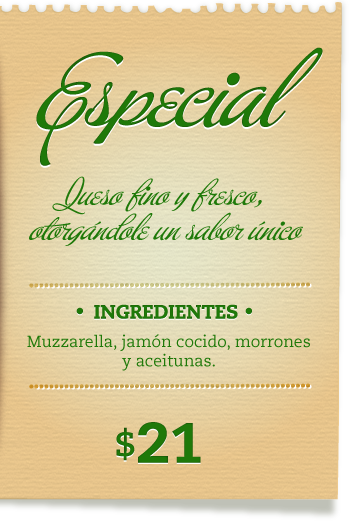 Especial
Queso fino y fresco,
otorgándole un sabor único
• INGREDIENTES •
Muzzarella, jamón cocido, morrones
y aceitunas.
$21